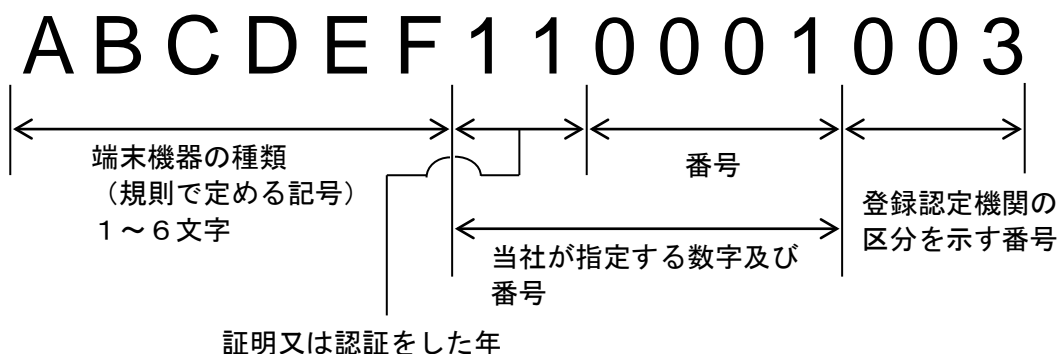 ＡＢＣＤＥＦ１１０００１００３
端末機器の種類
（規則で定める記号）
１～６文字
番号
登録認定機関の
区分を示す番号
当社が指定する数字及び
番号
証明又は認証をした年